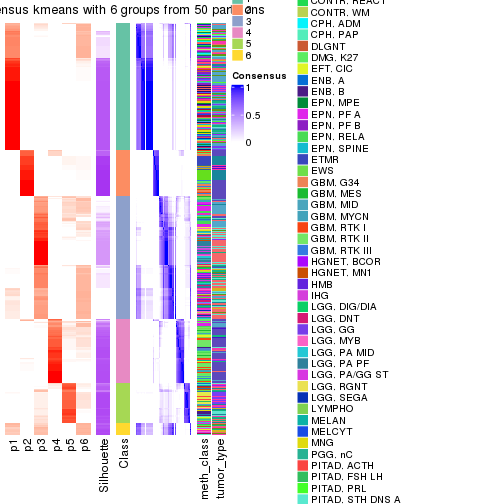 nsus kmeans with 6 groups from 50 partitions
2
3
4
5
6
Consensus
1
0.5
0
p1
p2
p3
p4
p5
p6
Silhouette
Class
meth_class
tumor_type
CONTR. REACT
CONTR. WM
CPH. ADM
CPH. PAP
DLGNT
DMG. K27
EFT. CIC
ENB. A
ENB. B
EPN. MPE
EPN. PF A
EPN. PF B
EPN. RELA
EPN. SPINE
ETMR
EWS
GBM. G34
GBM. MES
GBM. MID
GBM. MYCN
GBM. RTK I
GBM. RTK II
GBM. RTK III
HGNET. BCOR
HGNET. MN1
HMB
IHG
LGG. DIG/DIA
LGG. DNT
LGG. GG
LGG. MYB
LGG. PA MID
LGG. PA PF
LGG. PA/GG ST
LGG. RGNT
LGG. SEGA
LYMPHO
MELAN
MELCYT
MNG
PGG. nC
PITAD. ACTH
PITAD. FSH LH
PITAD. PRL
PITAD. STH DNS A